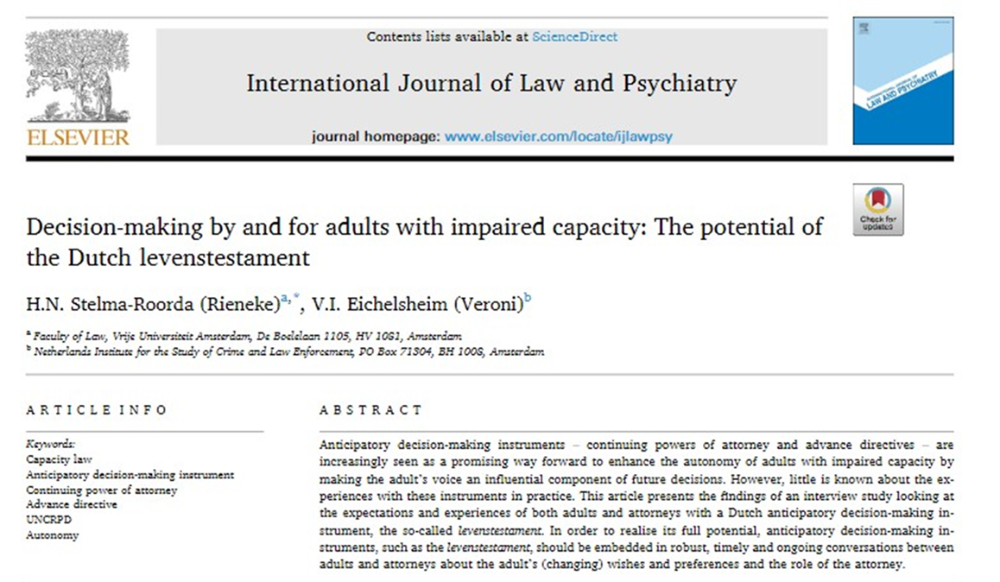 Contents lists available at ScienceDirect
International Journal of Law and Psychiatry
journal homepage: www.elsevier.com/locate/ijlawpsy
ELSEVIER
INTERNATIONAL JOURNAL OF
LAW AND PSYCHIATRY
Check for
updates
Decision-making by and for adults with impaired capacity: The potential of
the Dutch levenstestament
H.N. Stelma-Roorda (Rieneke)a,*, V.I. Eichelsheim (Veroni)b
a Faculty of Law, Vrije Universiteit Amsterdam, De Boelelaan 1105, HV 1081, Amsterdam
b Netherlands Institute for the Study of Crime and Law Enforcement, PO Box 71304, BH 1008, Amsterdam
ARTICLE INFO
Keywords:
Capacity law
Anticipatory decision-making instrument
Continuing power of attorney
Advance directive
UNCRPD
Autonomy
ABSTRACT
Anticipatory decision-making instruments – continuing powers of attorney and advance directives – are
increasingly seen as a promising way forward to enhance the autonomy of adults with impaired capacity by
making the adult's voice an influential component of future decisions. However, little is known about the ex-
periences with these instruments in practice. This article presents the findings of an interview study looking at
the expectations and experiences of both adults and attorneys with a Dutch anticipatory decision-making in-
strument, the so-called levenstestament. In order to realise its full potential, anticipatory decision-making in-
struments, such as the levenstestament, should be embedded in robust, timely and ongoing conversations between
adults and attorneys about the adult's (changing) wishes and preferences and the role of the attorney.